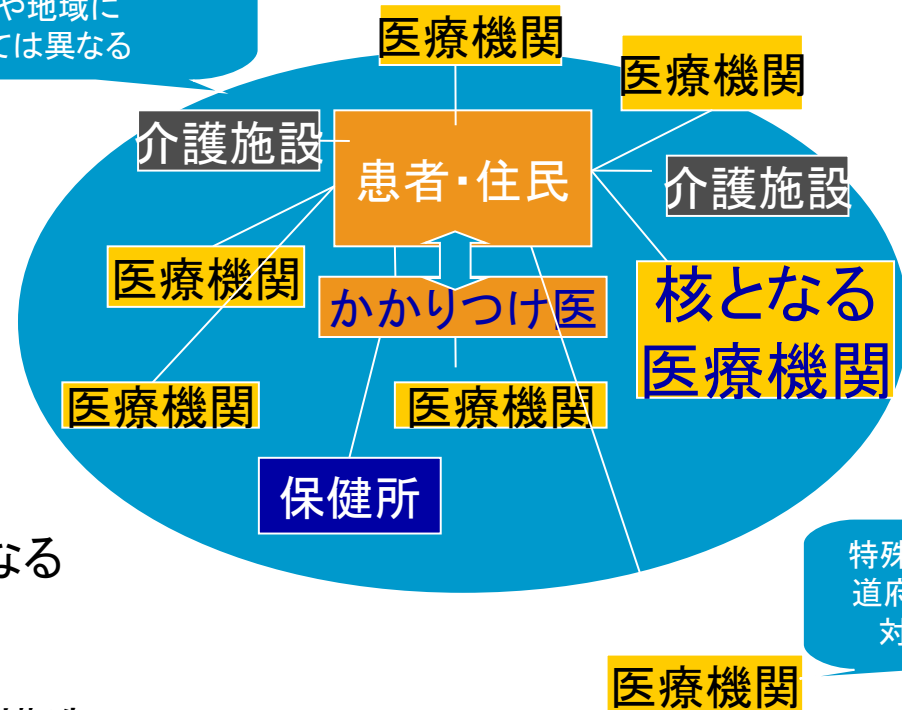 や地域に
ては異なる
医療機関
医療機関
介護施設
患者・住民
介護施設
医療機関
かかりつけ医
核となる
医療機関
医療機関
医療機関
保健所
なる
特殊
道府
対
医療機関